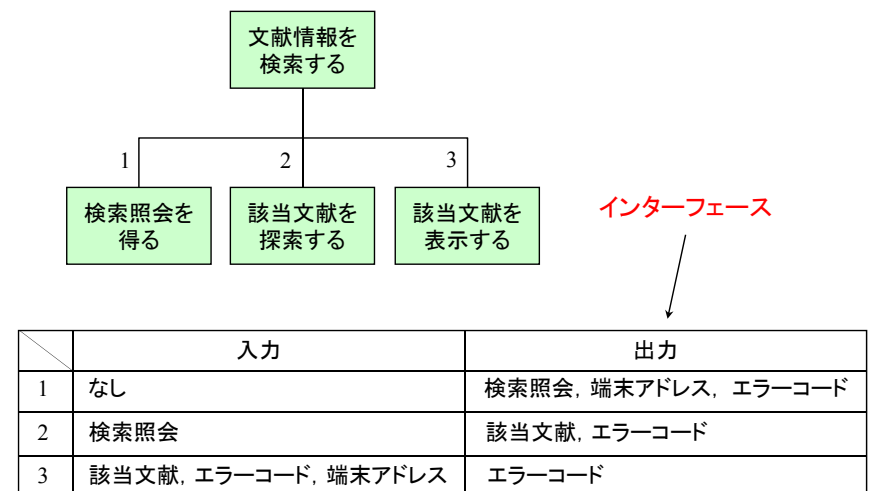 文献情報を
検索する
1
2
3
検索照会を
得る
該当文献を
探索する
該当文献を
表示する
インターフェース
入力 出力
1 なし 検索照会, 端末アドレス, エラーコード
2 検索照会 該当文献, エラーコード
3 該当文献, エラーコード, 端末アドレス エラーコード